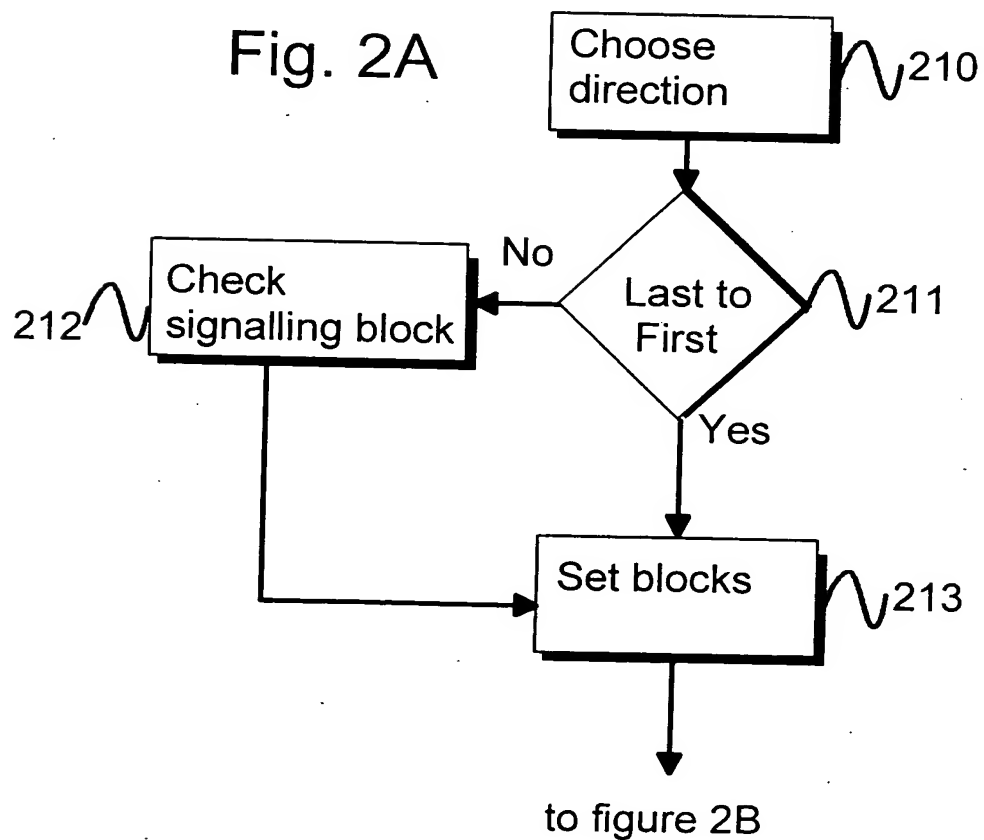 Fig. 2A
Choose
direction
210
No
Last to
First
211
Check
signalling block
212
Yes
Set blocks
213
to figure 2B